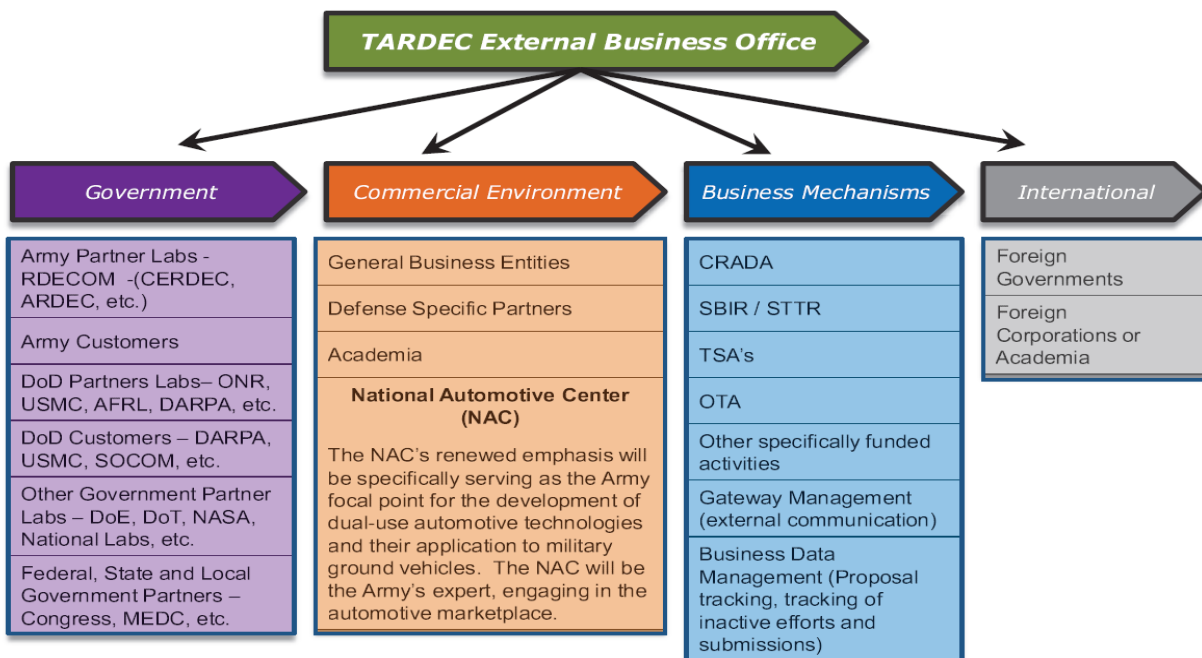 TARDEC External Business Office
Government
Commercial Environment
Business Mechanisms
International
Army Partner Labs -
RDECOM -(CERDEC,
ARDEC, etc.)
Army Customers
DoD Partners Labs– ONR,
USMC, AFRL, DARPA, etc.
DoD Customers – DARPA,
USMC, SOCOM, etc.
Other Government Partner
Labs – DoE, DoT, NASA,
National Labs, etc.
Federal, State and Local
Government Partners –
Congress, MEDC, etc.
General Business Entities
Defense Specific Partners
Academia
National Automotive Center
(NAC)
The NAC's renewed emphasis will
be specifically serving as the Army
focal point for the development of
dual-use automotive technologies
and their application to military
ground vehicles.  The NAC will be
the Army's expert, engaging in the
automotive marketplace.
CRADA
SBIR / STTR
TSA's
OTA
Other specifically funded
activities
Gateway Management
(external communication)
Business Data
Management (Proposal
tracking, tracking of
inactive efforts and
submissions)
Foreign
Governments
Foreign
Corporations or
Academia